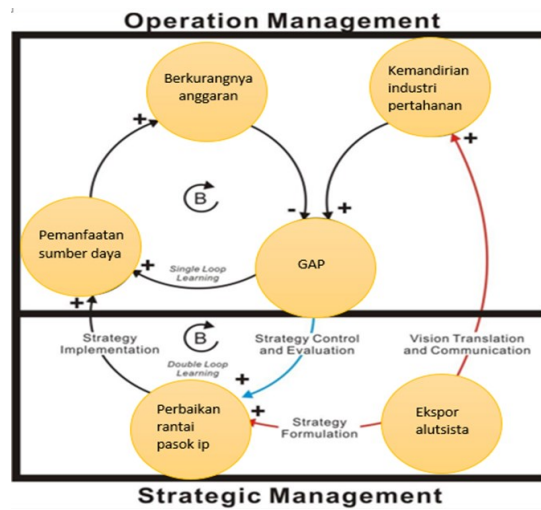 2
Operation Management
Berkurangnya
anggaran
Kemandirian
industri
pertahanan
+
+
B
-
+
Pemanfaatan
sumber daya
GAP
+
Single Loop
Learning
+
Strategy
Implementation
B
Double Loop
Learning
Strategy Control
and Evaluation
Vision Translation
and Communication
+
+
Perbaikan
rantai
pasok ip
Strategy
Formulation
Ekspor
alutsista
Strategic Management